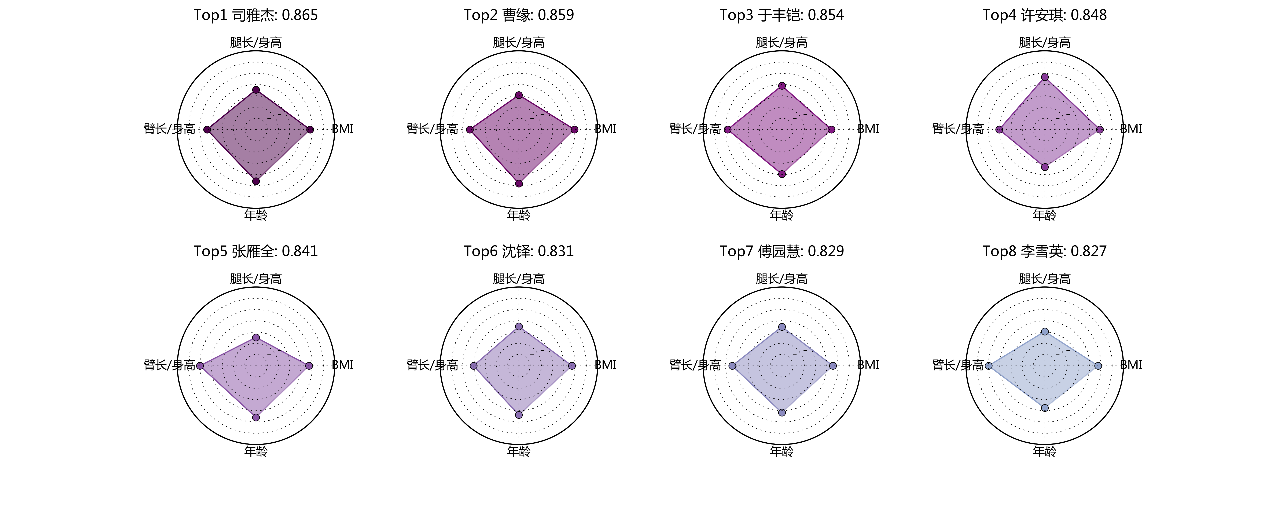 Top1 司雅杰: 0.865
Top2 曹缘: 0.859
Top3 于丰铠: 0.854
Top4 许安琪: 0.848
腿长/身高
腿长/身高
腿长/身高
腿长/身高
臂长/身高
BMI
臂长/身高
BMI
臂长/身高
BMI
臂长/身高
BMI
年龄
年龄
年龄
年龄
Top5 张雁全: 0.841
Top6 沈铎: 0.831
Top7 傅园慧: 0.829
Top8 李雪英: 0.827
腿长/身高
腿长/身高
腿长/身高
腿长/身高
臂长/身高
BMI
臂长/身高
BMI
臂长/身高
BMI
臂长/身高
BMI
年龄
年龄
年龄
年龄